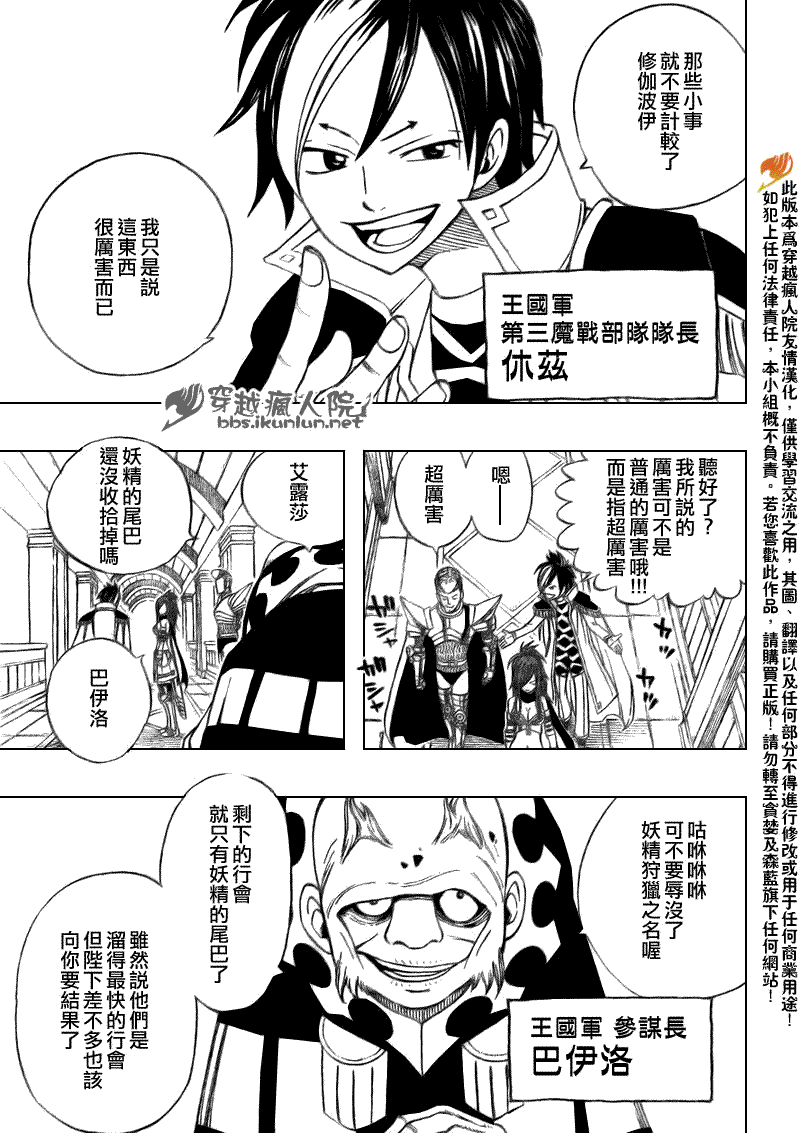 那些小事
就不要計較了
修伽波伊
我只是説
這東西
很厲害而已
王國軍
第三魔戰部隊隊長
休茲
穿越瘋人院
bbs.ikunlun.net
聽好了?
我所説的
厲害可不是
普通的厲害哦!!!
而是指超厲害
嗯—
超厲害
艾露莎
妖精的尾巴
還沒收拾掉嗎
巴伊洛
咕咻咻咻
可不要辱沒了
妖精狩獵之名喔
剩下的行會
就只有妖精的尾巴了
雖然説他們是
溜得最快的行會
但陛下差不多也該
向你要結果了
王國軍 參謀長
巴伊洛
此版本爲穿越瘋人院友情漢化,僅供學習交流之用,其圖、翻譯以及任何部分不得進行修改或用于任何商業用途!
如犯上任何法律責任,本小組概不負責。若您喜歡此作品,請購買正版!請勿轉至貪婪及森藍旗下任何網站!